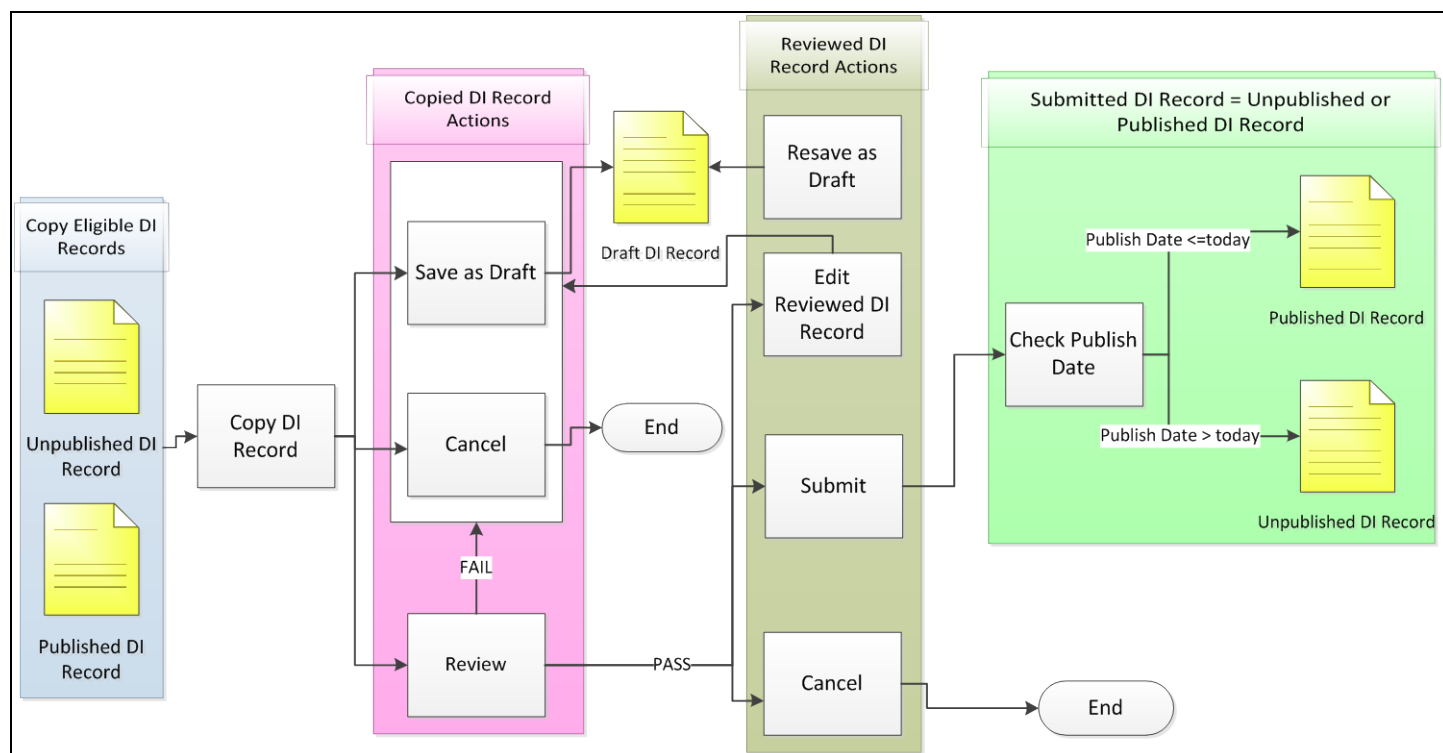 Copy Eligible DI
Records
Unpublished DI
Record
Published DI
Record
Copy DI
Record
Copied DI Record
Actions
Save as Draft
Cancel
FAIL
Review
Draft DI Record
End
PASS
Reviewed DI
Record Actions
Resave as
Draft
Edit
Reviewed DI
Record
Submit
Cancel
End
Submitted DI Record = Unpublished or
Published DI Record
Check Publish
Date
Publish Date <=today
Published DI Record
Publish Date > today
Unpublished DI Record